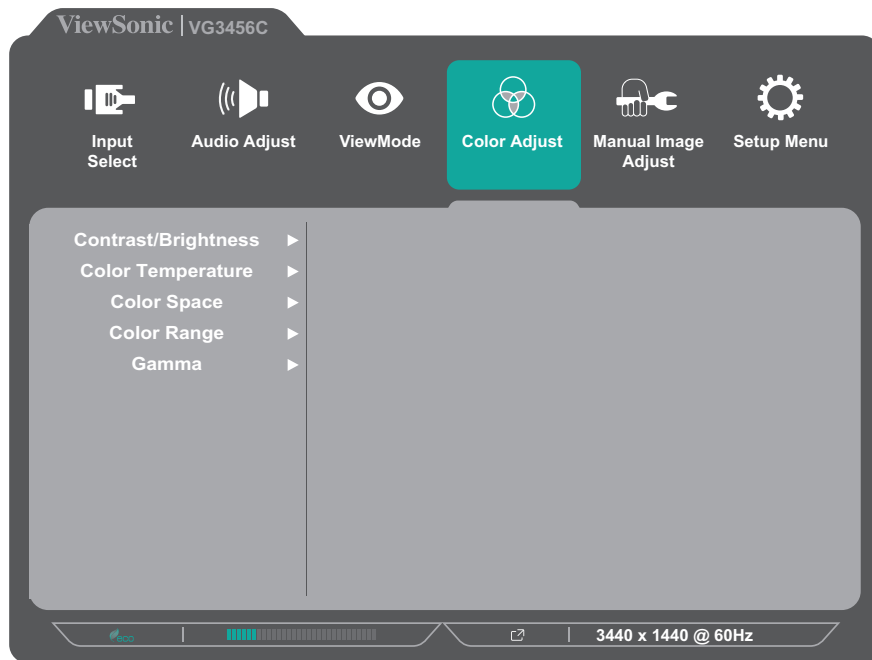 ViewSonic | VG3456C
Input
Select
Audio Adjust
ViewMode
Color Adjust
Manual Image
Adjust
Setup Menu
Contrast/Brightness
Color Temperature
Color Space
Color Range
Gamma
eco
3440 x 1440 @ 60Hz